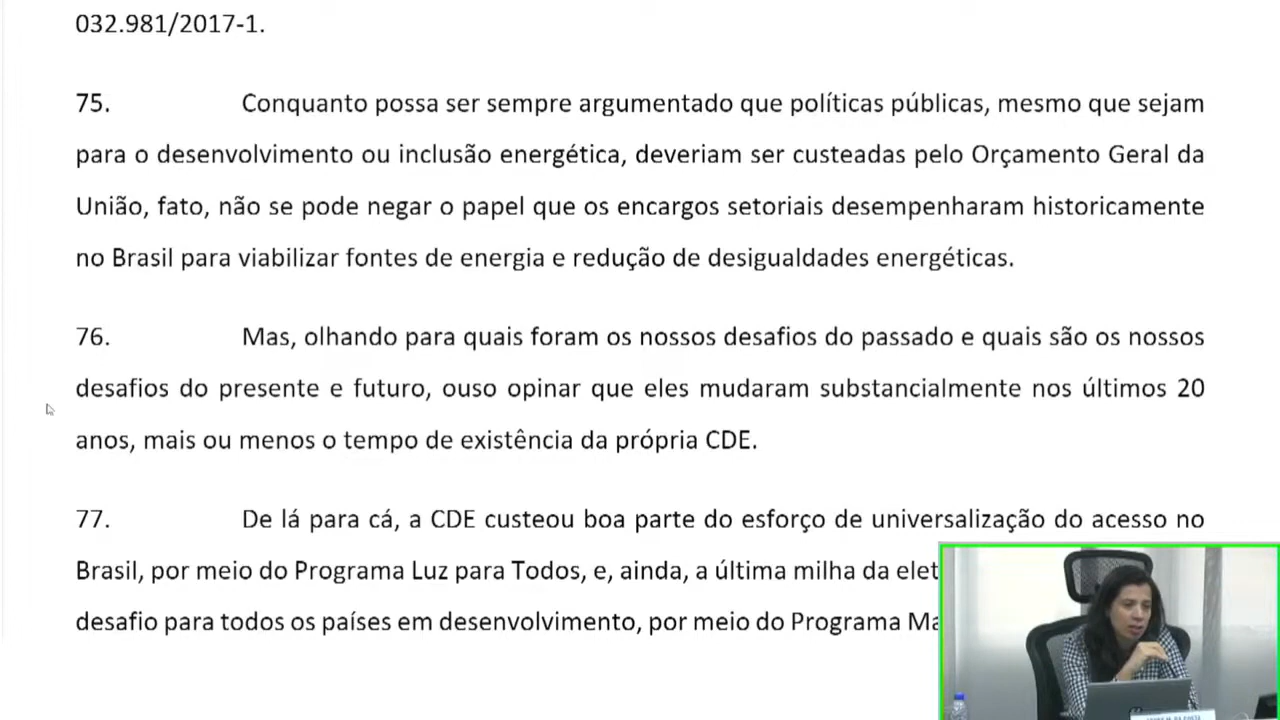 032.981/2017-1.
75. Conquanto possa ser sempre argumentado que políticas públicas, mesmo que sejam
para o desenvolvimento ou inclusão energética, deveriam ser custeadas pelo Orçamento Geral da
União, fato, não se pode negar o papel que os encargos setoriais desempenharam historicamente
no Brasil para viabilizar fontes de energia e redução de desigualdades energéticas.
76. Mas, olhando para quais foram os nossos desafios do passado e quais são os nossos
desafios do presente e futuro, ouso opinar que eles mudaram substancialmente nos últimos 20
anos, mais ou menos o tempo de existência da própria CDE.
77. De lá para cá, a CDE custeou boa parte do esforço de universalização do acesso no
Brasil, por meio do Programa Luz para Todos, e, ainda, a última milha da elet
desafio para todos os países em desenvolvimento, por meio do Programa Ma